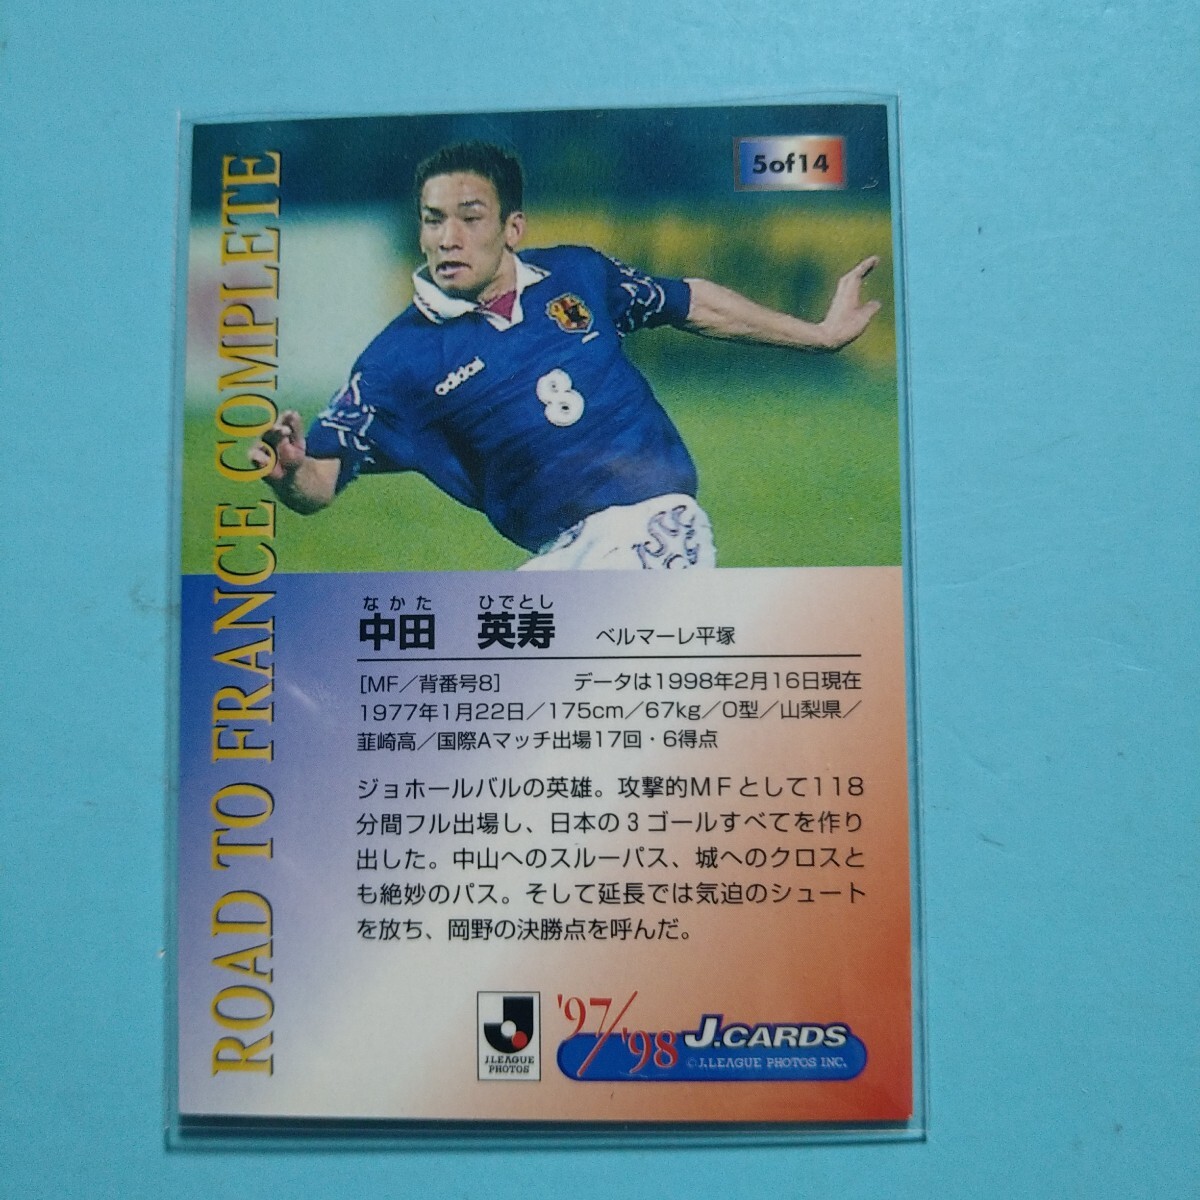 5of14
ROAD TO FRANCE COMPLETE
adidas
8
なかた ひでとし
中田 英寿 ベルマーレ平塚
[MF／背番号8] データは1998年2月16日現在
1977年1月22日／175cm／67kg／O型／山梨県／
韮崎高／国際Aマッチ出場17回・6得点
ジョホールバルの英雄。攻撃的MFとして118
分間フル出場し、日本の3ゴールすべてを作り
出した。中山へのスルーパス、城へのクロスと
も絶妙のパス。そして延長では気迫のシュート
を放ち、岡野の決勝点を呼んだ。
J.LEAGUE
PHOTOS
'97/'98
J.CARDS
©J.LEAGUE PHOTOS INC.